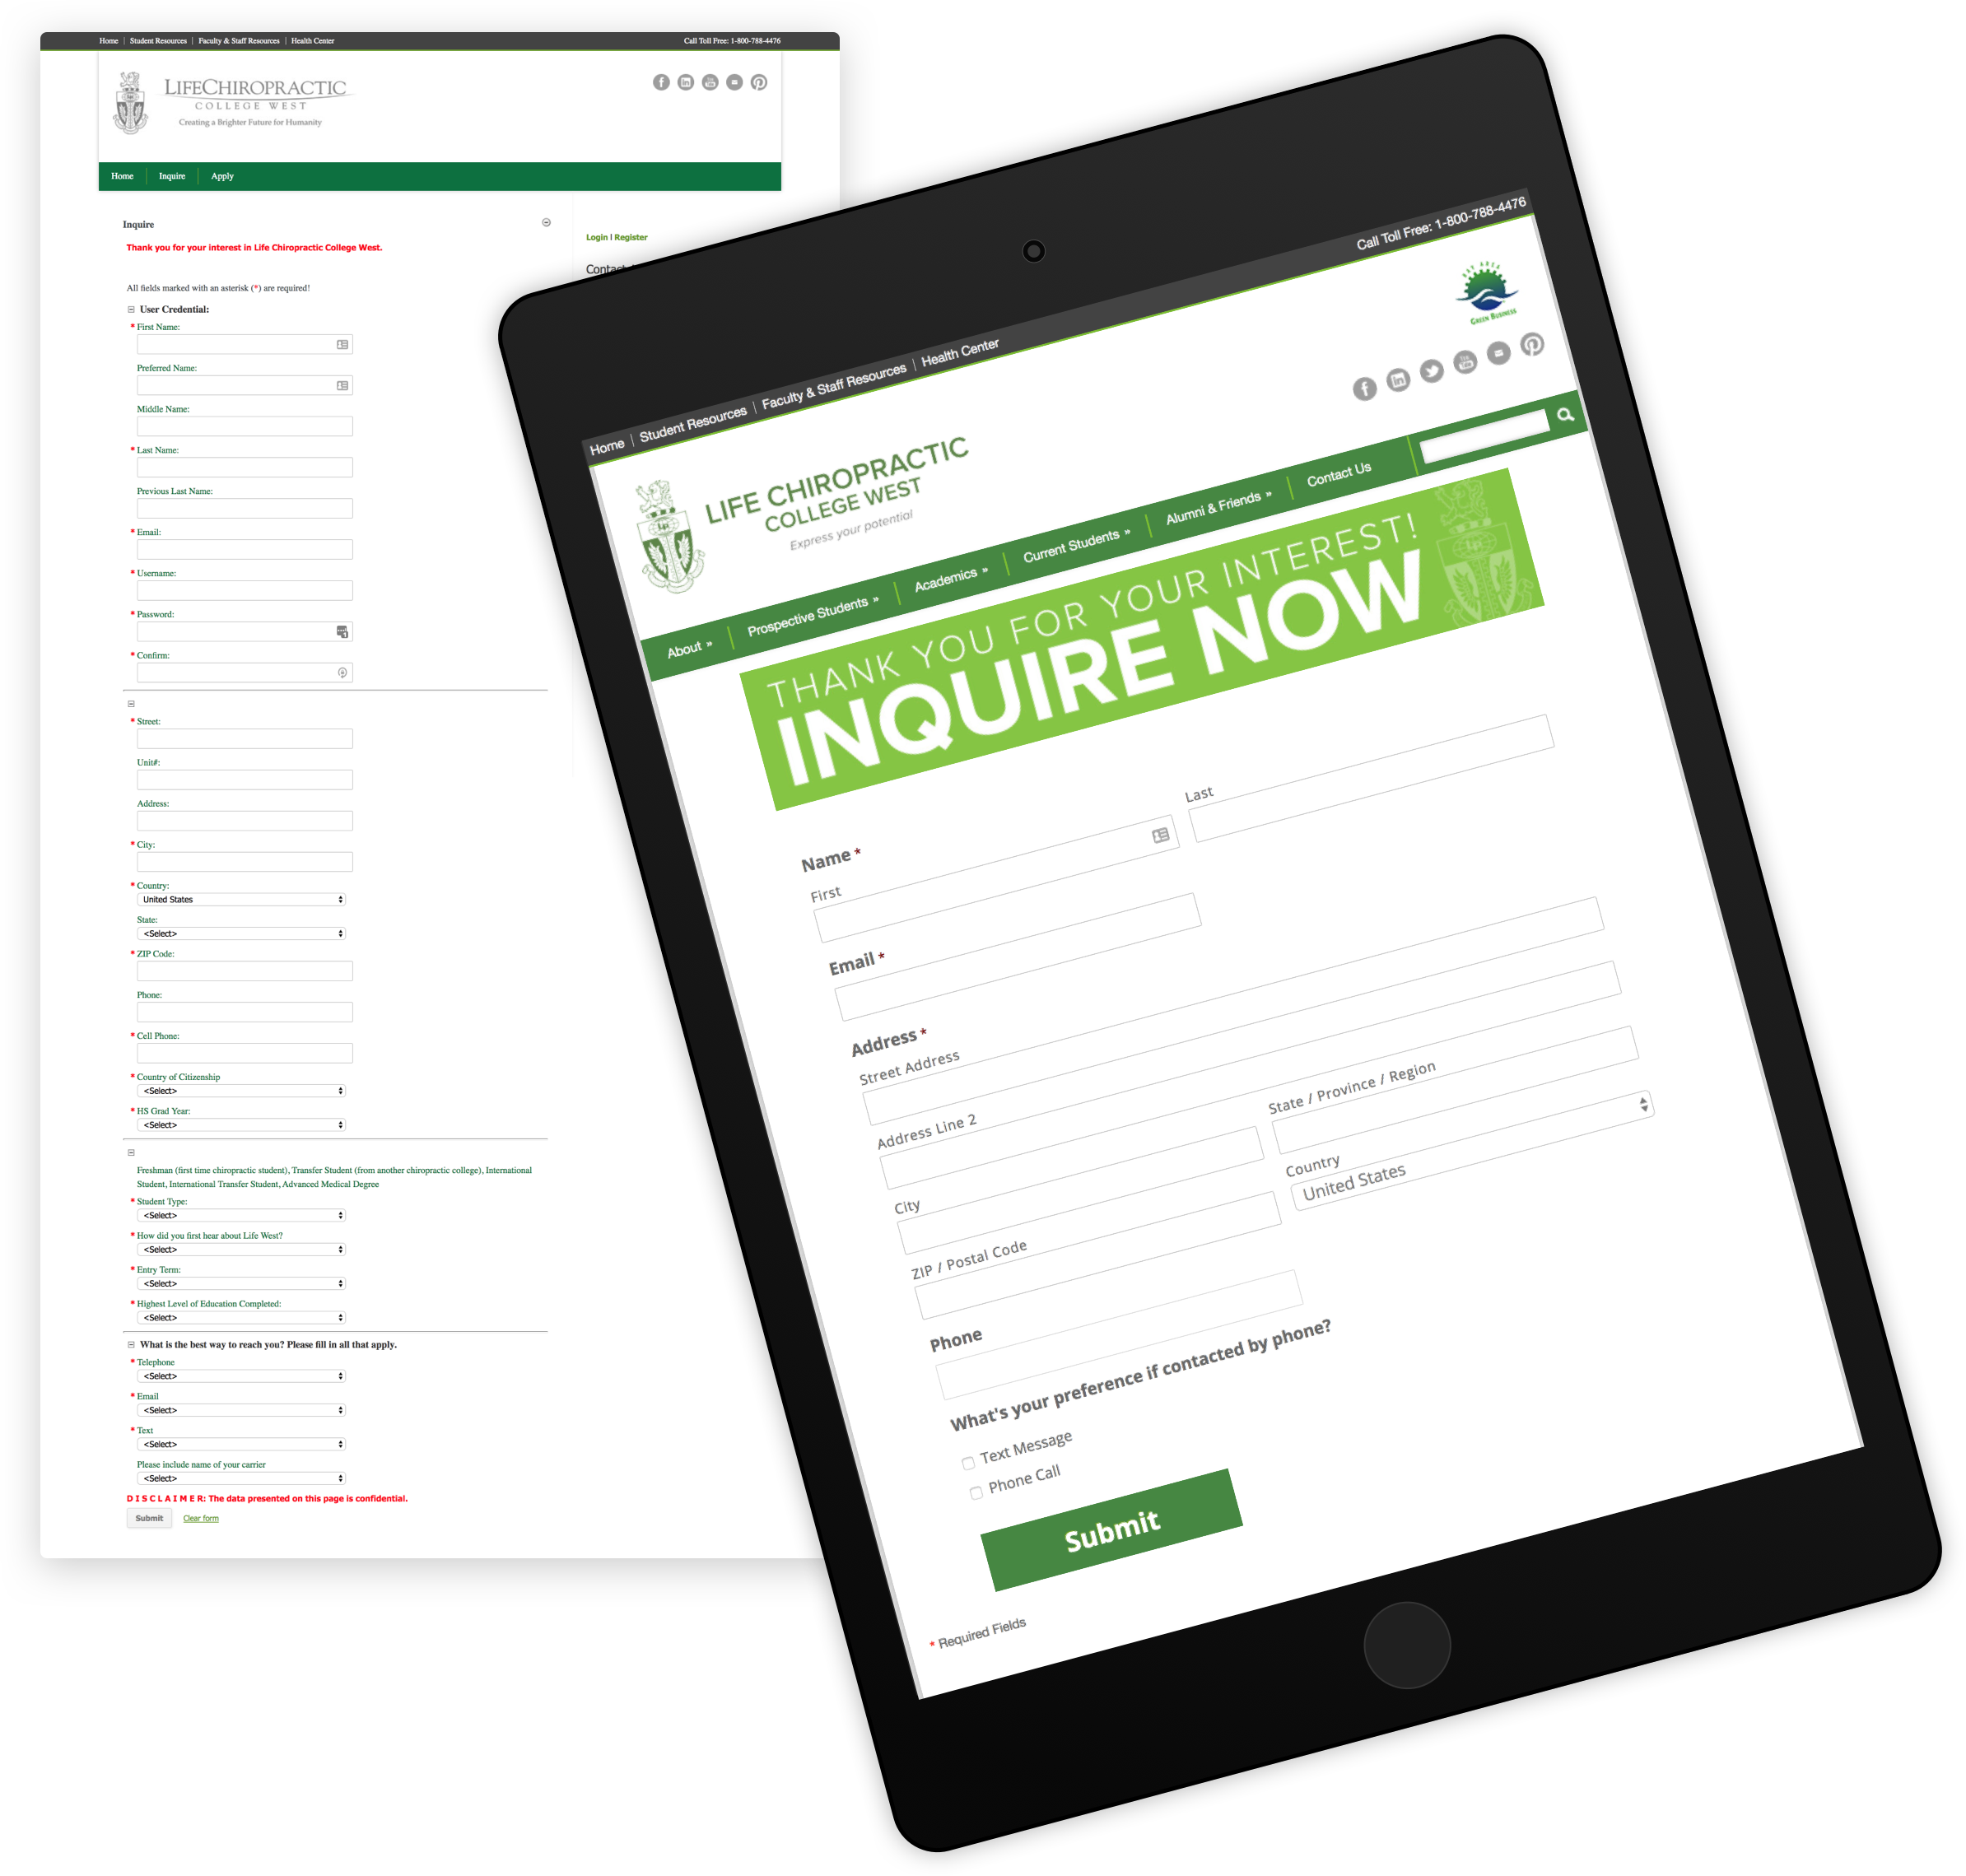 Home | Student Resources | Faculty & Staff Resources | Health Center
Call Toll Free: 1-800-788-4476
LIFECHIROPRACTIC
COLLEGE WEST
Creating a Brighter Future for Humanity
Home | Inquire | Apply
Inquire
Thank you for your interest in Life Chiropractic College West.
Login | Register
All fields marked with an asterisk (*) are required!
User Credential:
* First Name:
Preferred Name:
Middle Name:
* Last Name:
Previous Last Name:
* Email:
* Username:
* Password:
* Confirm:
* Street:
Unit#:
Address:
* City:
* Country:
United States
State:
<Select>
* ZIP Code:
Phone:
* Cell Phone:
* Country of Citizenship
<Select>
* HS Grad Year:
<Select>
Freshman (first time chiropractic student), Transfer Student (from another chiropractic college), International
Student, International Transfer Student, Advanced Medical Degree
* Student Type:
<Select>
* How did you first hear about Life West?
<Select>
* Entry Term:
<Select>
* Highest Level of Education Completed:
<Select>
What is the best way to reach you? Please fill in all that apply.
* Telephone
<Select>
* Email
<Select>
* Text
<Select>
Please include name of your carrier
<Select>
D I S C L A I M E R: The data presented on this page is confidential.
Submit
Clear form
Home | Student Resources | Faculty & Staff Resources | Health Center
Call Toll Free: 1-800-788-4476
BAY AREA
GREEN BUSINESS
LIFE CHIROPRACTIC
COLLEGE WEST
Express your potential
About » | Prospective Students » | Academics » | Current Students » | Alumni & Friends » | Contact Us
THANK YOU FOR YOUR INTEREST!
INQUIRE NOW
Name *
First
Last
Email *
Address *
Street Address
Address Line 2
City
State / Province / Region
ZIP / Postal Code
Country
United States
Phone
What's your preference if contacted by phone?
Text Message
Phone Call
Submit
* Required Fields